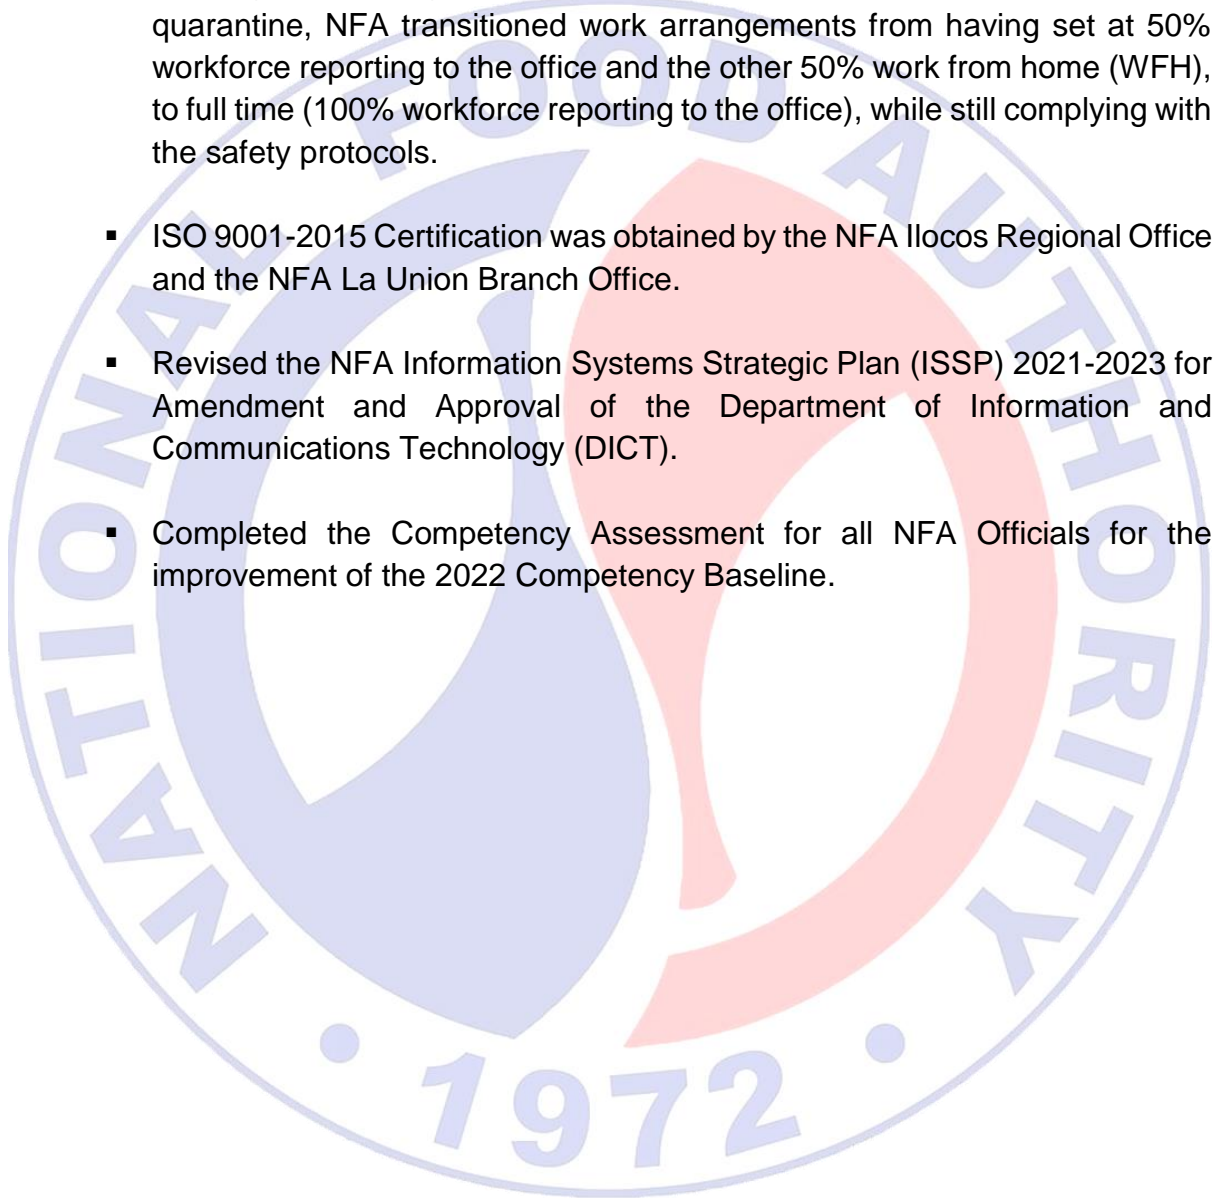 quarantine, NFA transitioned work arrangements from having set at 50%
workforce reporting to the office and the other 50% work from home (WFH),
to full time (100% workforce reporting to the office), while still complying with
the safety protocols.
▪ ISO 9001-2015 Certification was obtained by the NFA Ilocos Regional Office
and the NFA La Union Branch Office.
▪ Revised the NFA Information Systems Strategic Plan (ISSP) 2021-2023 for
Amendment and Approval of the Department of Information and
Communications Technology (DICT).
▪ Completed the Competency Assessment for all NFA Officials for the
improvement of the 2022 Competency Baseline.
NATIONAL FOOD AUTHORITY
• 1972 •